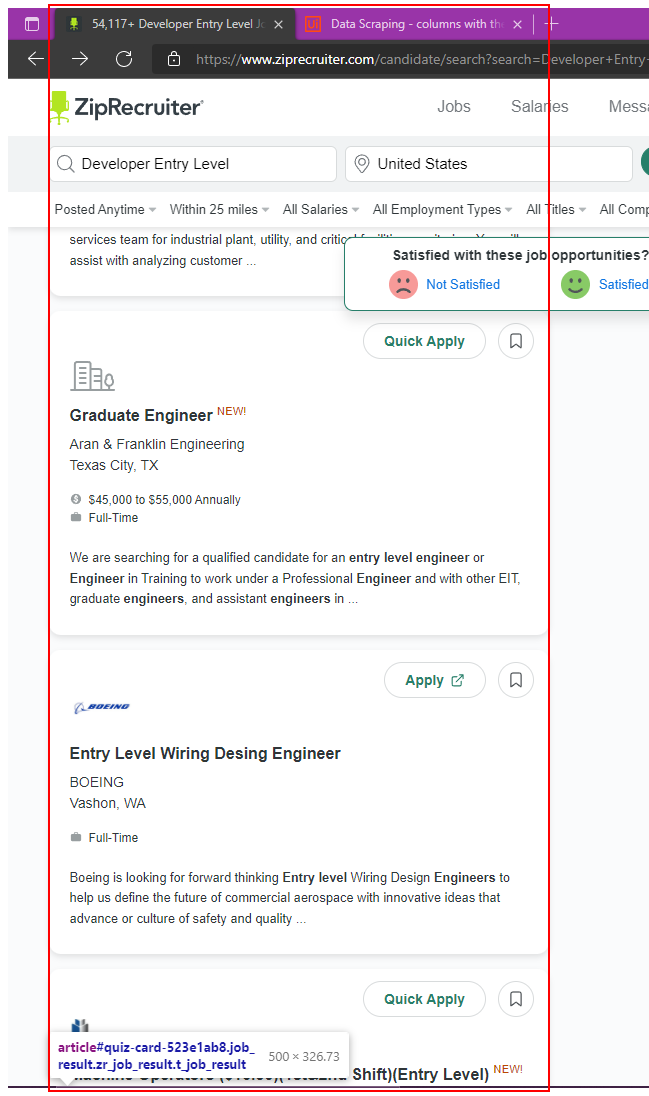 54,117+ Developer Entry Level Jo
Data Scraping - columns with the
https://www.ziprecruiter.com/candidate/search?search=Developer+Entry-
ZipRecruiter
Jobs Salaries Messa
Developer Entry Level
United States
Posted Anytime Within 25 miles All Salaries All Employment Types All Titles All Comp
services team for industrial plant, utility, and critical
assist with analyzing customer ...
Satisfied with these job opportunities?
Not Satisfied Satisfied
Quick Apply
Graduate Engineer NEW!
Aran & Franklin Engineering
Texas City, TX
$45,000 to $55,000 Annually
Full-Time
We are searching for a qualified candidate for an entry level engineer or
Engineer in Training to work under a Professional Engineer and with other EIT,
graduate engineers, and assistant engineers in ...
Apply
BOEING
Entry Level Wiring Desing Engineer
BOEING
Vashon, WA
Full-Time
Boeing is looking for forward thinking Entry level Wiring Design Engineers to
help us define the future of commercial aerospace with innovative ideas that
advance or culture of safety and quality ...
Quick Apply
article#quiz-card-523e1ab8.job_
result.zr_job_result.t_job_result
500 × 326.73
Shift)(Entry Level) NEW!